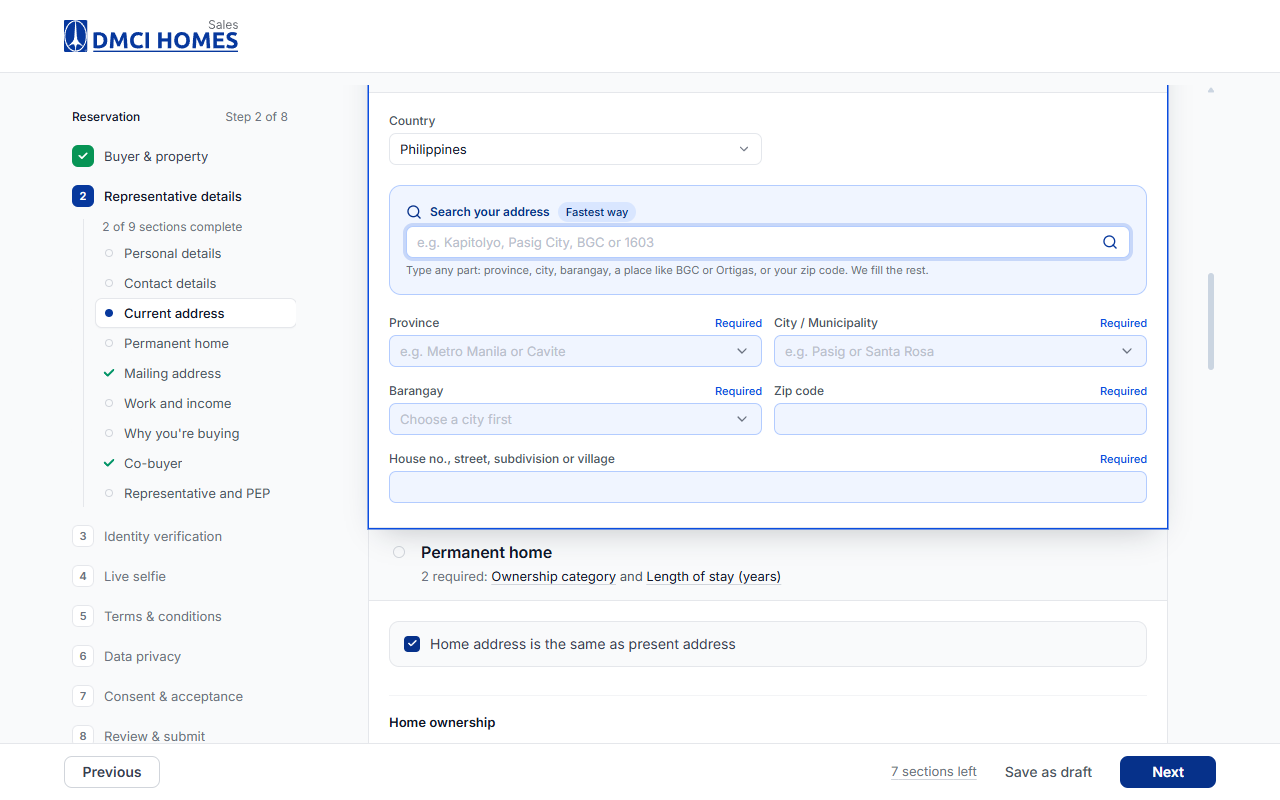 Sales
DMCI HOMES
Reservation
Step 2 of 8
Buyer & property
2
Representative details
2 of 9 sections complete
Personal details
Contact details
Current address
Permanent home
Mailing address
Work and income
Why you're buying
Co-buyer
Representative and PEP
3
Identity verification
4
Live selfie
5
Terms & conditions
6
Data privacy
7
Consent & acceptance
8
Review & submit
Country
Philippines
Search your address
Fastest way
e.g. Kapitolyo, Pasig City, BGC or 1603
Type any part: province, city, barangay, a place like BGC or Ortigas, or your zip code. We fill the rest.
Province
Required
e.g. Metro Manila or Cavite
City / Municipality
Required
e.g. Pasig or Santa Rosa
Barangay
Required
Choose a city first
Zip code
Required
House no., street, subdivision or village
Required
Permanent home
2 required: Ownership category and Length of stay (years)
Home address is the same as present address
Home ownership
Previous
7 sections left
Save as draft
Next